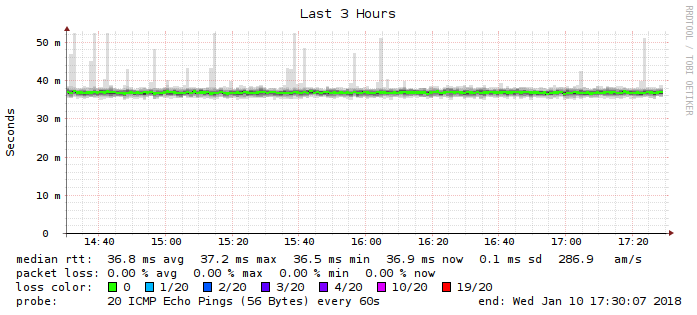 Last 3 Hours
RRDTOOL / TOBI OETIKER
Seconds
50 m
40 m
30 m
20 m
10 m
0
14:40 15:00 15:20 15:40 16:00 16:20 16:40 17:00 17:20
median rtt: 36.8 ms avg 37.2 ms max 36.5 ms min 36.9 ms now 0.1 ms sd 286.9 am/s
packet loss: 0.00 % avg 0.00 % max 0.00 % min 0.00 % now
loss color: 0 1/20 2/20 3/20 4/20 10/20 19/20
probe: 20 ICMP Echo Pings (56 Bytes) every 60s end: Wed Jan 10 17:30:07 2018